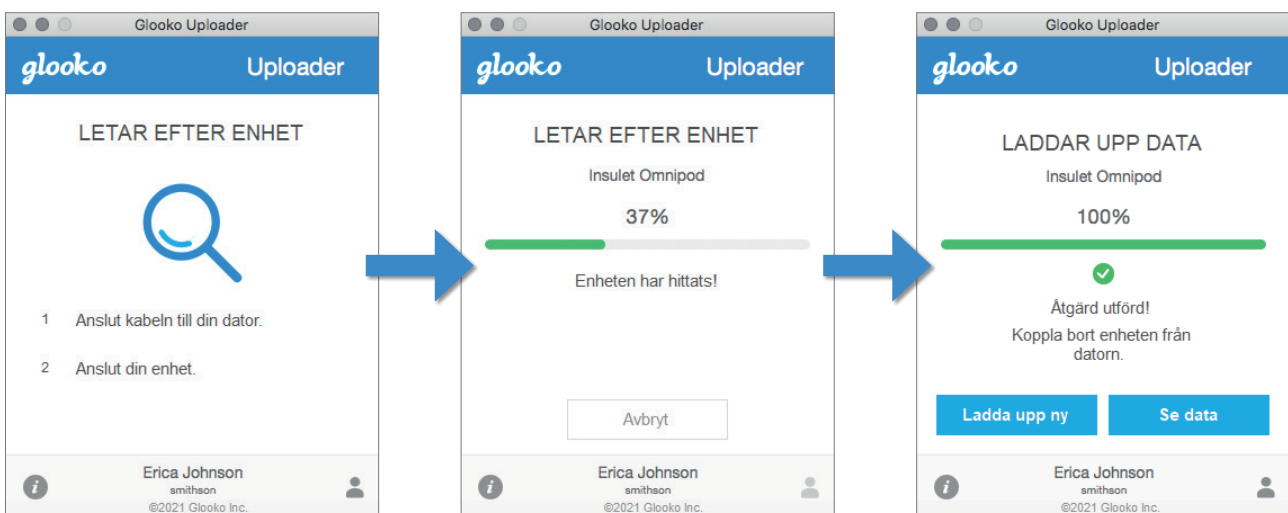 Glooko Uploader
glooko Uploader
LETAR EFTER ENHET
1 Anslut kabeln till din dator.
2 Anslut din enhet.
i
Erica Johnson
smithson
©2021 Glooko Inc.
Glooko Uploader
glooko Uploader
LETAR EFTER ENHET
Insulet Omnipod
37%
Enheten har hittats!
Avbryt
i
Erica Johnson
smithson
©2021 Glooko Inc.
Glooko Uploader
glooko Uploader
LADDAR UPP DATA
Insulet Omnipod
100%
Åtgärd utförd!
Koppla bort enheten från
datorn.
Ladda upp ny Se data
i
Erica Johnson
smithson
©2021 Glooko Inc.